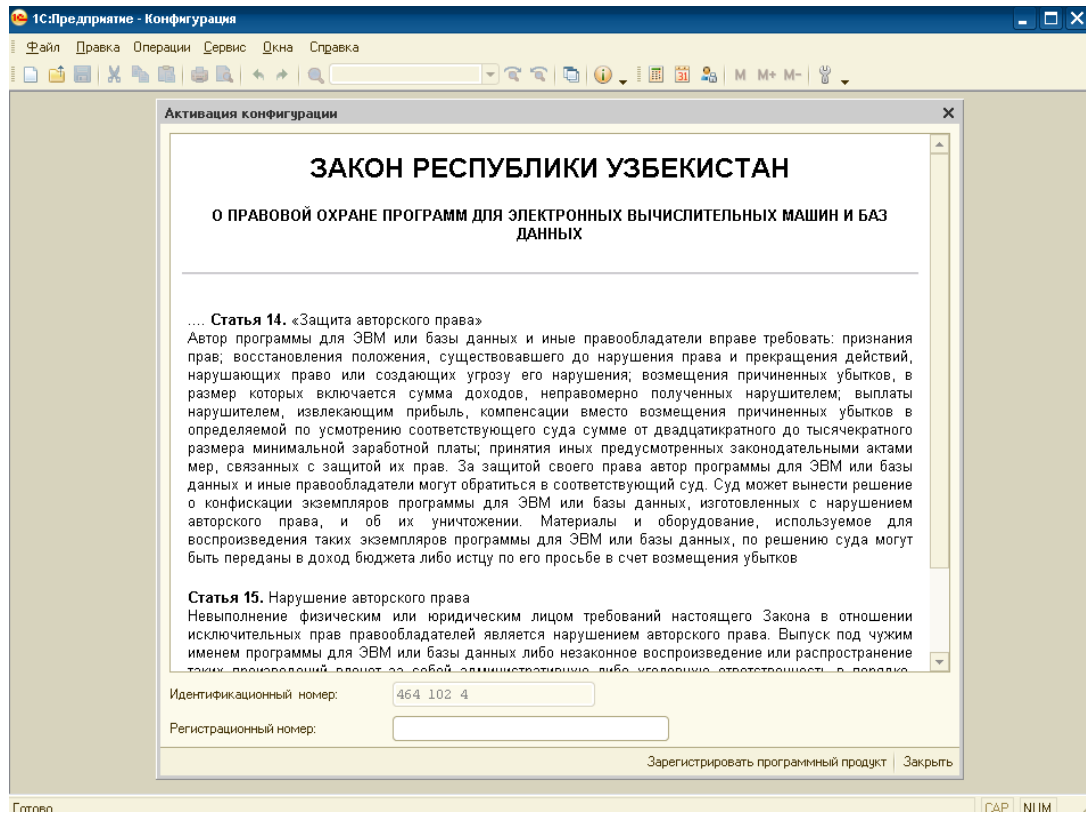 1С:Предприятие - Конфигурация
Файл Правка Операции Сервис Окна Справка
M M+ M-
Активация конфигурации
ЗАКОН РЕСПУБЛИКИ УЗБЕКИСТАН
О ПРАВОВОЙ ОХРАНЕ ПРОГРАММ ДЛЯ ЭЛЕКТРОННЫХ ВЫЧИСЛИТЕЛЬНЫХ МАШИН И БАЗ
ДАННЫХ
.... Статья 14. «Защита авторского права»
Автор программы для ЭВМ или базы данных и иные правообладатели вправе требовать: признания
прав; восстановления положения, существовавшего до нарушения права и прекращения действий,
нарушающих право или создающих угрозу его нарушения; возмещения причиненных убытков, в
размер которых включается сумма доходов, неправомерно полученных нарушителем; выплаты
нарушителем, извлекающим прибыль, компенсации вместо возмещения причиненных убытков в
определяемой по усмотрению соответствующего суда сумме от двадцатикратного до тысячекратного
размера минимальной заработной платы; принятия иных предусмотренных законодательными актами
мер, связанных с защитой их прав. За защитой своего права автор программы для ЭВМ или базы
данных и иные правообладатели могут обратиться в соответствующий суд. Суд может вынести решение
о конфискации экземпляров программы для ЭВМ или базы данных, изготовленных с нарушением
авторского права, и об их уничтожении. Материалы и оборудование, используемое для
воспроизведения таких экземпляров программы для ЭВМ или базы данных, по решению суда могут
быть переданы в доход бюджета либо истцу по его просьбе в счет возмещения убытков
Статья 15. Нарушение авторского права
Невыполнение физическим или юридическим лицом требований настоящего Закона в отношении
исключительных прав правообладателей является нарушением авторского права. Выпуск под чужим
именем программы для ЭВМ или базы данных либо незаконное воспроизведение или распространение
таких произведений влечет за собой административную либо уголовную ответственность в порядке,
Идентификационный номер: 464 102 4
Регистрационный номер:
Зарегистрировать программный продукт Закрыть
Готово CAP NUM